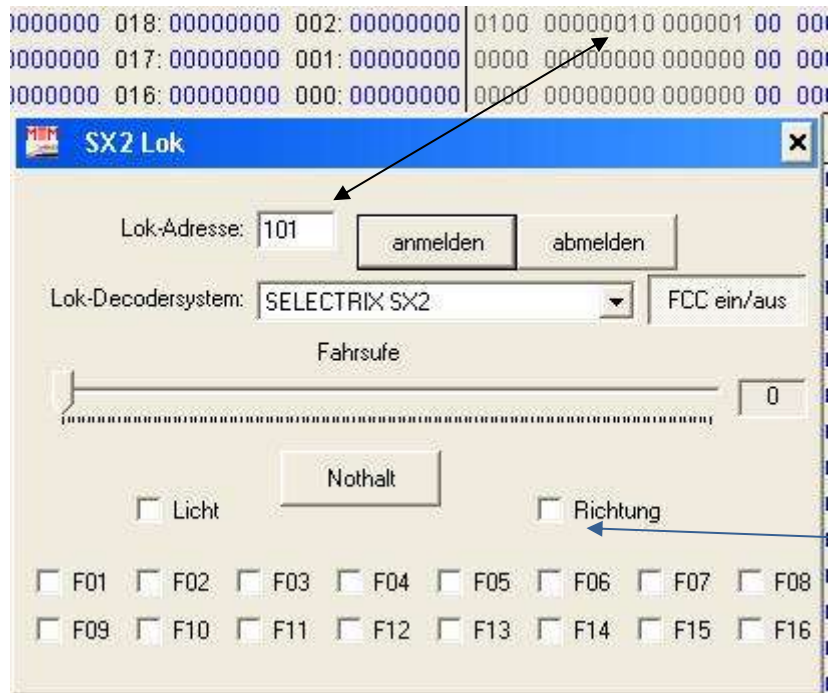 0000000 018: 00000000 002: 00000000 0100 00000010 000001 00 00
0000000 017: 00000000 001: 00000000 0000 00000000 000000 00 00
0000000 016: 00000000 000: 00000000 0000 00000000 000000 00 00
SX2 Lok
Lok-Adresse: 101 anmelden abmelden
Lok-Decodersystem: SELECTRIX SX2 FCC ein/aus
Fahrsufe
0
Nothalt
Licht Richtung
F01 F02 F03 F04 F05 F06 F07 F08
F09 F10 F11 F12 F13 F14 F15 F16